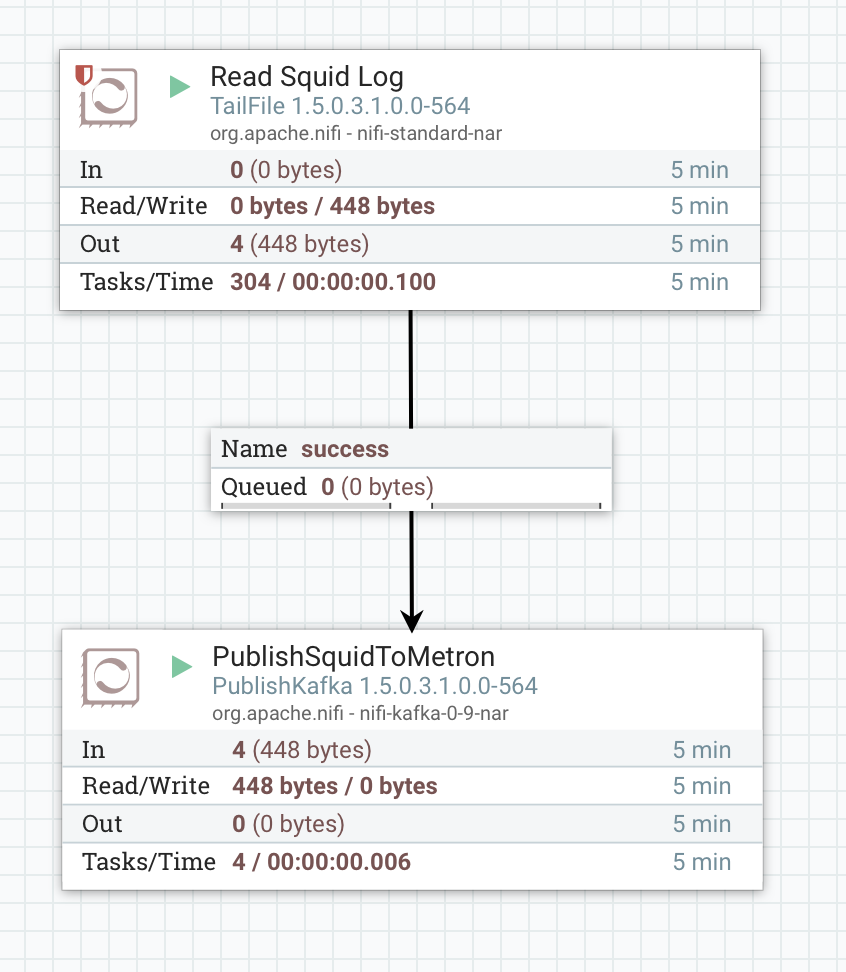 Read Squid Log
TailFile 1.5.0.3.1.0.0-564
org.apache.nifi - nifi-standard-nar
In 0 (0 bytes) 5 min
Read/Write 0 bytes / 448 bytes 5 min
Out 4 (448 bytes) 5 min
Tasks/Time 304 / 00:00:00.100 5 min
Name success
Queued 0 (0 bytes)
PublishSquidToMetron
PublishKafka 1.5.0.3.1.0.0-564
org.apache.nifi - nifi-kafka-0-9-nar
In 4 (448 bytes) 5 min
Read/Write 448 bytes / 0 bytes 5 min
Out 0 (0 bytes) 5 min
Tasks/Time 4 / 00:00:00.006 5 min